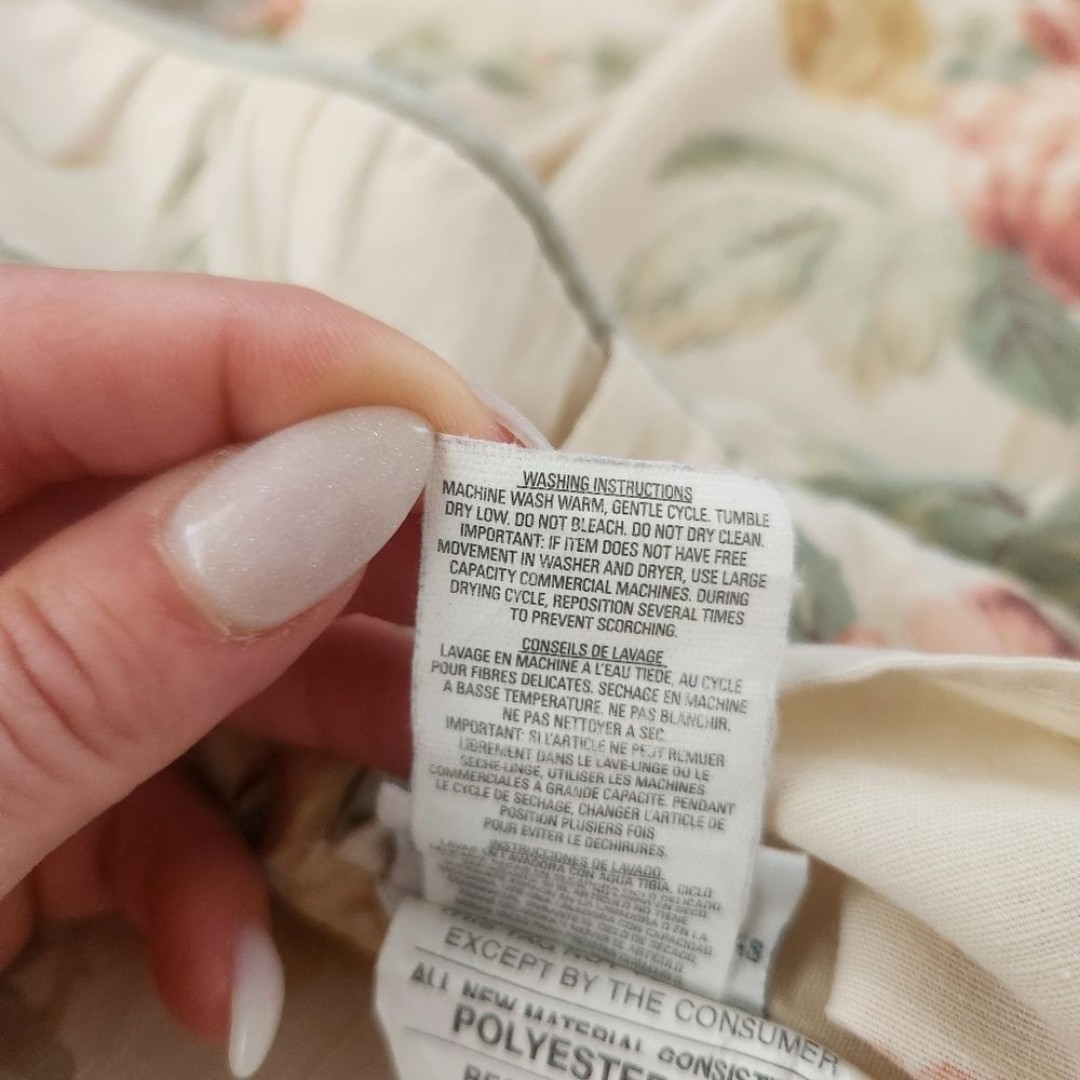 WASHING INSTRUCTIONS
MACHINE WASH WARM, GENTLE CYCLE. TUMBLE
DRY LOW. DO NOT BLEACH. DO NOT DRY CLEAN.
IMPORTANT: IF ITEM DOES NOT HAVE FREE
MOVEMENT IN WASHER AND DRYER, USE LARGE
CAPACITY COMMERCIAL MACHINES. DURING
DRYING CYCLE, REPOSITION SEVERAL TIMES
TO PREVENT SCORCHING.
CONSEILS DE LAVAGE
LAVAGE EN MACHINE A L'EAU TIEDE, AU CYCLE
POUR FIBRES DELICATES. SECHAGE EN MACHINE
A BASSE TEMPERATURE. NE PAS BLANCHIR.
NE PAS NETTOYER A SEC.
IMPORTANT: SI L'ARTICLE NE PEUT REMUER
LIBREMENT DANS LE LAVE-LINGE OU LE
SECHE-LINGE, UTILISER LES MACHINES
COMMERCIALES A GRANDE CAPACITE. PENDANT
LE CYCLE DE SECHAGE, CHANGER L'ARTICLE DE
POSITION PLUSIEURS FOIS
POUR EVITER LE DECHIRURES.
INSTRUCCIONES DE LAVADO
LAVADORA CON AGUA TIBIA, CICLO
EXCEPT BY THE CONSUMER
ALL NEW MATERIAL
POLYESTER